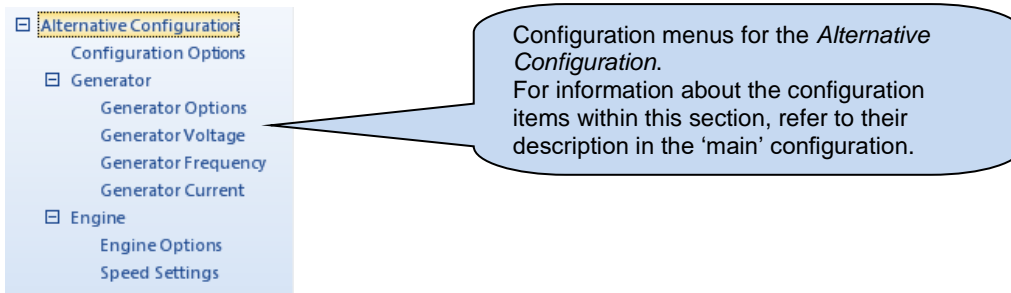 Alternative Configuration
Configuration Options
Generator
Generator Options
Generator Voltage
Generator Frequency
Generator Current
Engine
Engine Options
Speed Settings
Configuration menus for the Alternative
Configuration.
For information about the configuration
items within this section, refer to their
description in the ‘main’ configuration.